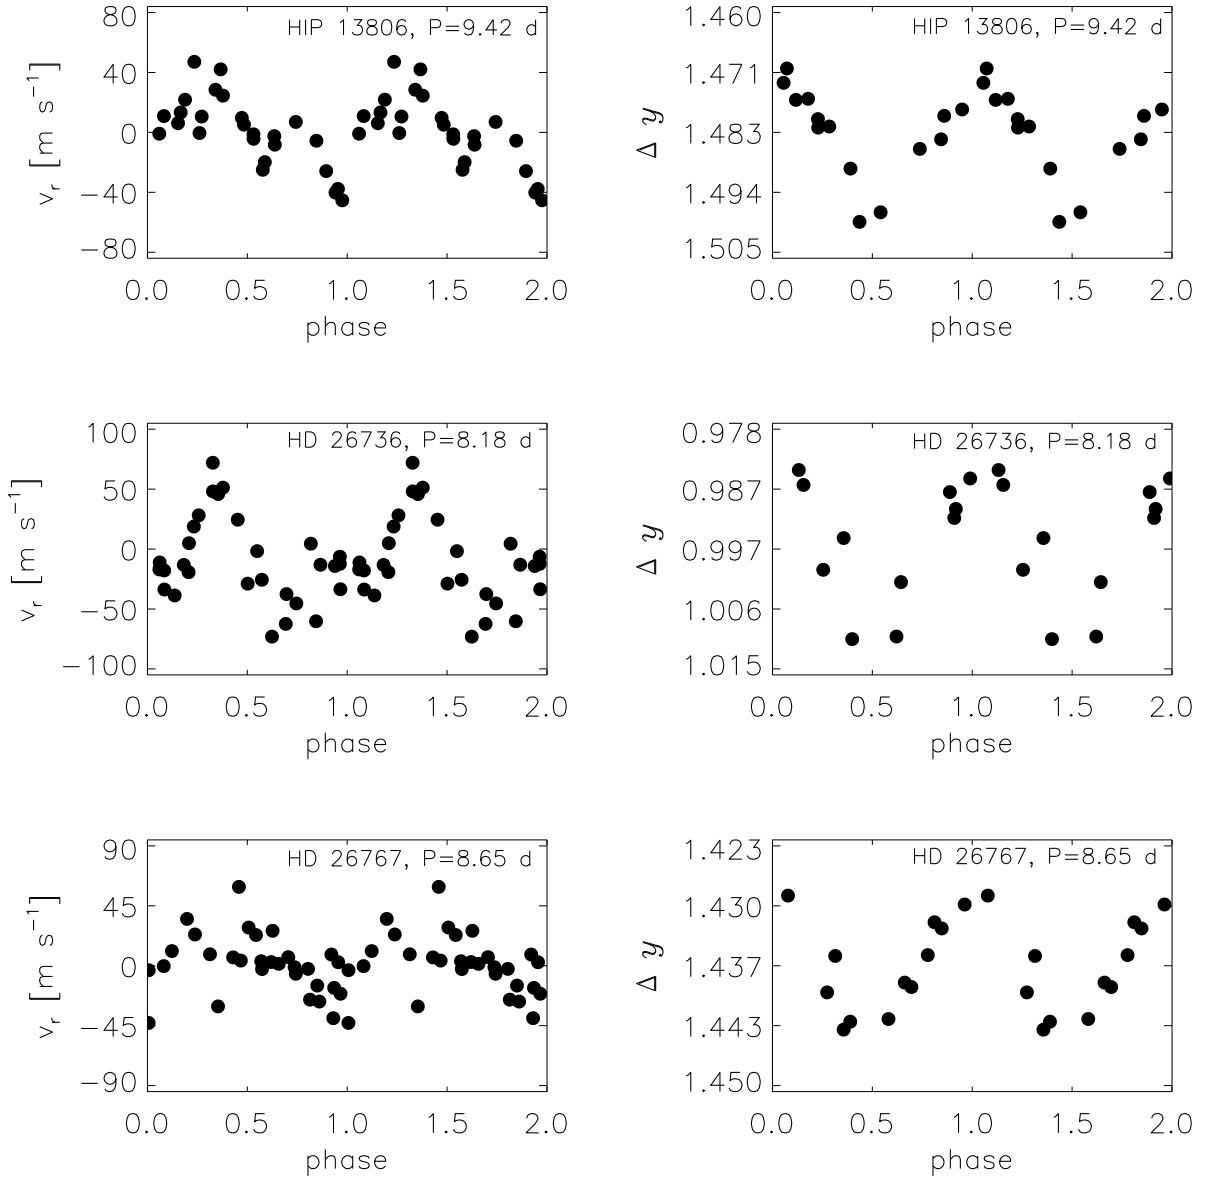 HIP 13806, P=9.42 d
80
40
0
−40
−80
v_r [m s⁻¹]
0.0 0.5 1.0 1.5 2.0
phase
HIP 13806, P=9.42 d
1.460
1.471
1.483
1.494
1.505
Δ y
0.0 0.5 1.0 1.5 2.0
phase
HD 26736, P=8.18 d
100
50
0
−50
−100
v_r [m s⁻¹]
0.0 0.5 1.0 1.5 2.0
phase
HD 26736, P=8.18 d
0.978
0.987
0.997
1.006
1.015
Δ y
0.0 0.5 1.0 1.5 2.0
phase
HD 26767, P=8.65 d
90
45
0
−45
−90
v_r [m s⁻¹]
0.0 0.5 1.0 1.5 2.0
phase
HD 26767, P=8.65 d
1.423
1.430
1.437
1.443
1.450
Δ y
0.0 0.5 1.0 1.5 2.0
phase